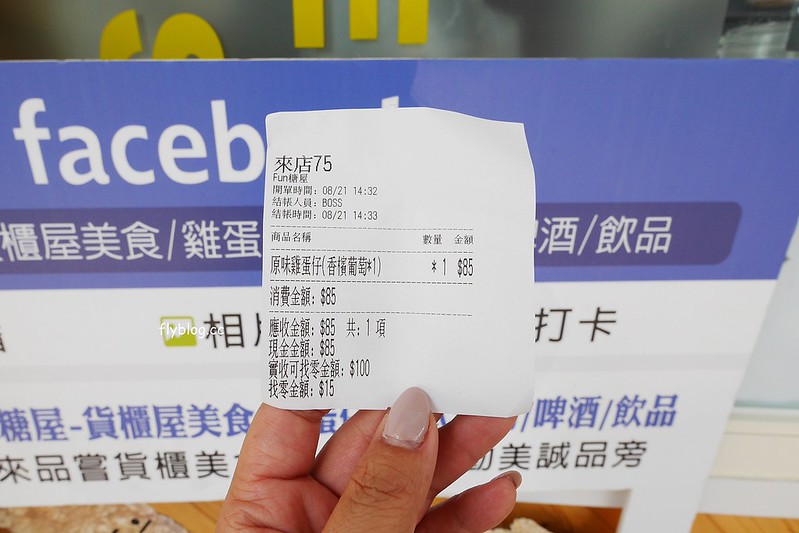 faceb
來店75
Fun糖屋
開單時間: 08/21 14:32
結帳人員: BOSS
結帳時間: 08/21 14:33
商品名稱 數量 金額
原味雞蛋仔(香檳葡萄*1) * 1 $85
消費金額: $85
應收金額: $85 共: 1 項
現金金額: $85
實收可找零金額: $100
找零金額: $15
櫃屋美食/雞蛋
酒/飲品
flyblog.cc
相
打卡
糖屋-貨櫃屋美食
/啤酒/飲品
來品嘗貨櫃美
美誠品旁